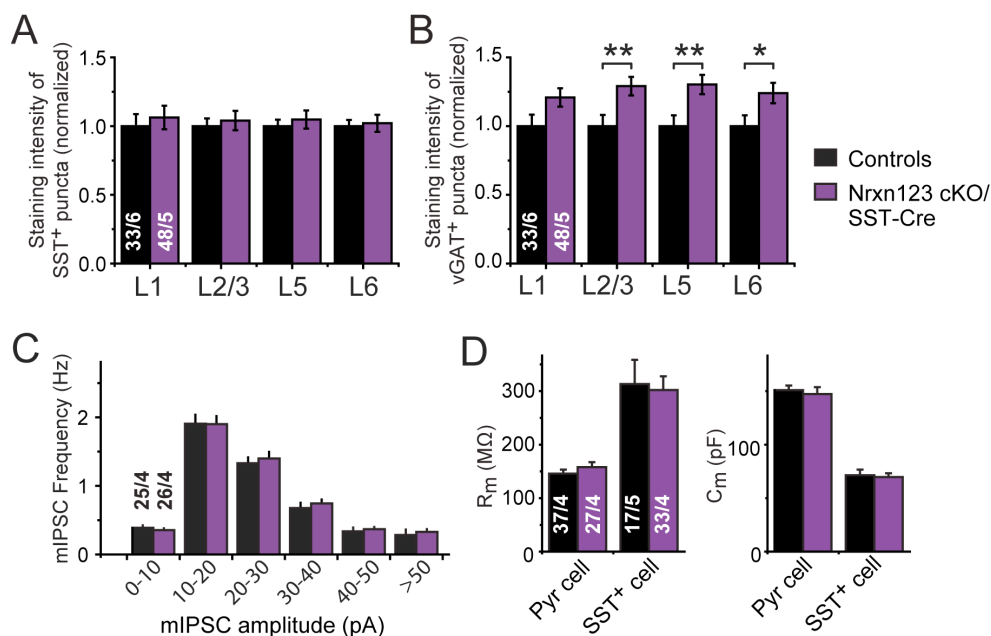 A
Staining intensity of
SST⁺ puncta (normalized)
1.5
1.0
0.5
0.0
33/6
48/5
L1
L2/3
L5
L6
B
Staining intensity of
vGAT⁺ puncta (normalized)
1.5
1.0
0.5
0.0
**
**
*
33/6
48/5
L1
L2/3
L5
L6
Controls
Nrxn123 cKO/
SST-Cre
C
mIPSC Frequency (Hz)
2
1
0
25/4
26/4
0-10
10-20
20-30
30-40
40-50
>50
mIPSC amplitude (pA)
D
Rm (MΩ)
300
150
0
37/4
27/4
17/5
33/4
Pyr cell
SST⁺ cell
Cm (pF)
100
0
Pyr cell
SST⁺ cell